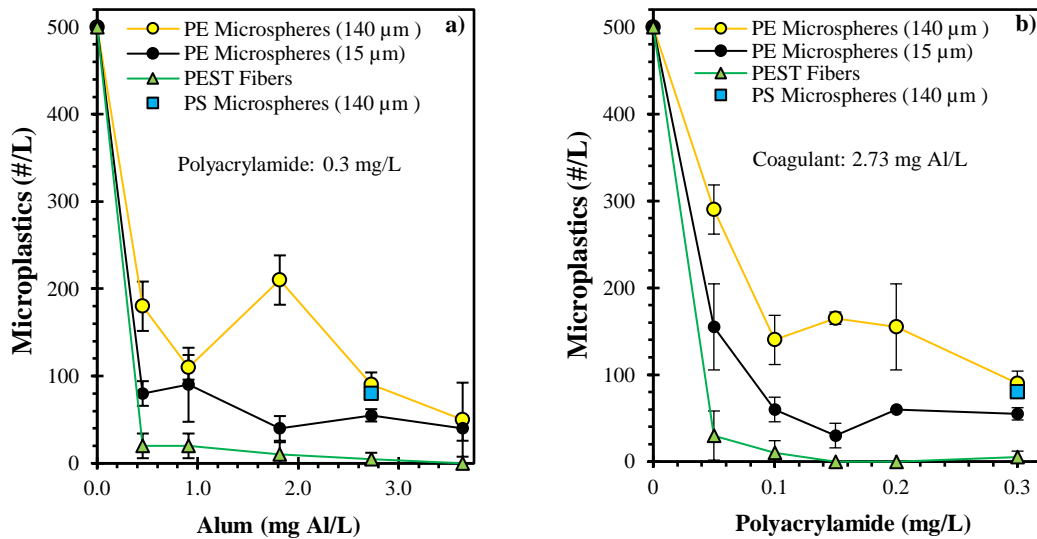 a)
PE Microspheres (140 µm )
PE Microspheres (15 µm)
PEST Fibers
PS Microspheres (140 µm )
Polyacrylamide: 0.3 mg/L
Microplastics (#/L)
500
400
300
200
100
0
0.0 1.0 2.0 3.0
Alum (mg Al/L)
b)
PE Microspheres (140 µm )
PE Microspheres (15 µm)
PEST Fibers
PS Microspheres (140 µm )
Coagulant: 2.73 mg Al/L
Microplastics (#/L)
500
400
300
200
100
0
0 0.1 0.2 0.3
Polyacrylamide (mg/L)